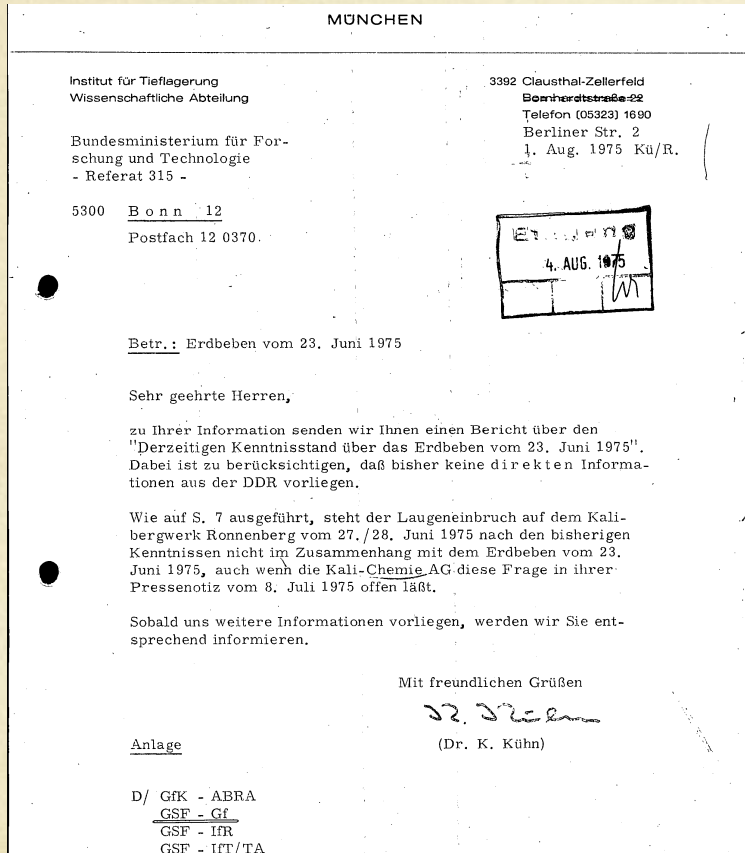 MÜNCHEN
Institut für Tieflagerung
Wissenschaftliche Abteilung
3392 Clausthal-Zellerfeld
Bornhardtstraße 22
Telefon (05323) 1690
Berliner Str. 2
1. Aug. 1975 Kü/R.
Bundesministerium für For-
schung und Technologie
- Referat 315 -
5300 Bonn 12
Postfach 12 0370.
4. AUG. 1975
Betr.: Erdbeben vom 23. Juni 1975
Sehr geehrte Herren,
zu Ihrer Information senden wir Ihnen einen Bericht über den
"Derzeitigen Kenntnisstand über das Erdbeben vom 23. Juni 1975".
Dabei ist zu berücksichtigen, daß bisher keine direkten Informa-
tionen aus der DDR vorliegen.
Wie auf S. 7 ausgeführt, steht der Laugeneinbruch auf dem Kali-
bergwerk Ronnenberg vom 27./28. Juni 1975 nach den bisherigen
Kenntnissen nicht im Zusammenhang mit dem Erdbeben vom 23.
Juni 1975, auch wenn die Kali-Chemie AG diese Frage in ihrer
Pressenotiz vom 8. Juli 1975 offen läßt.
Sobald uns weitere Informationen vorliegen, werden wir Sie ent-
sprechend informieren.
Mit freundlichen Grüßen
Anlage
(Dr. K. Kühn)
D/ GfK - ABRA
GSF - Gf
GSF - IfR
GSF - IfT/TA